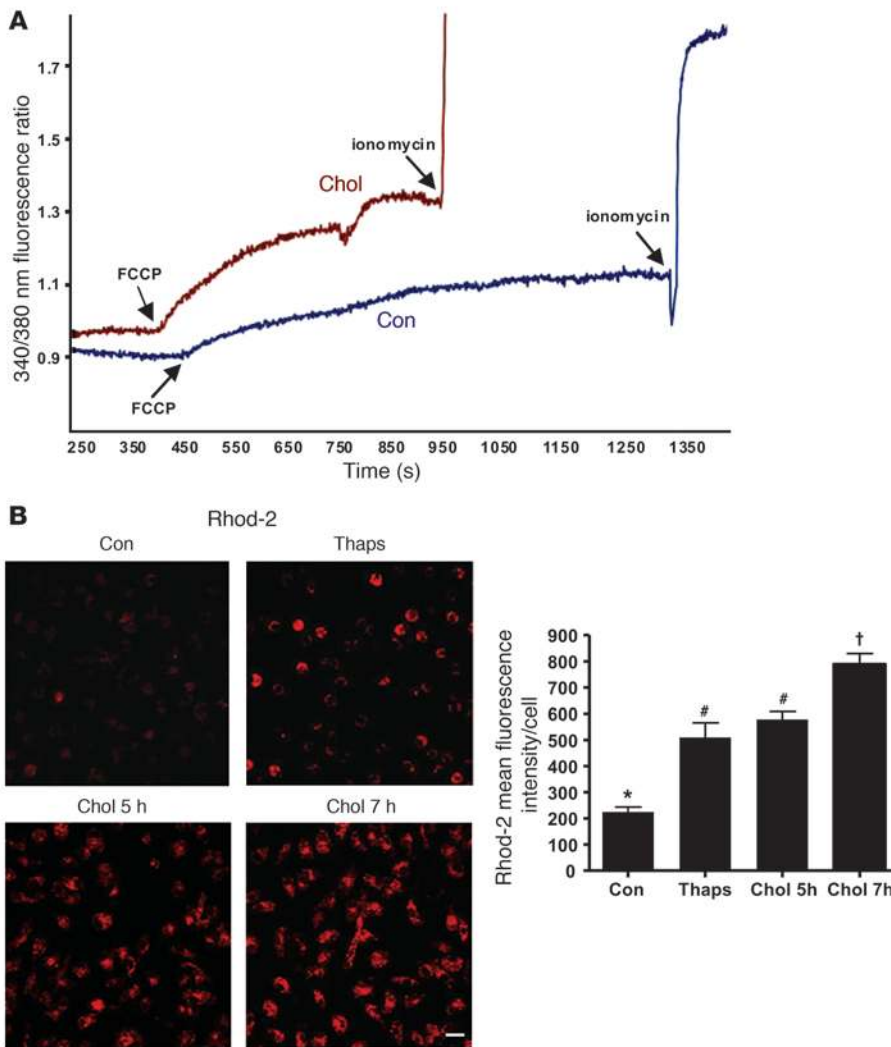 A
340/380 nm fluorescence ratio
1.7
1.5
1.3
1.1
0.9
ionomycin
Chol
ionomycin
FCCP
Con
FCCP
250 350 450 550 650 750 850 950 1050 1150 1250 1350
Time (s)
B
Rhod-2
Con Thaps
Chol 5 h Chol 7 h
Rhod-2 mean fluorescence
intensity/cell
900
800
700
600
500
400
300
200
100
0
* # # †
Con Thaps Chol 5h Chol 7h